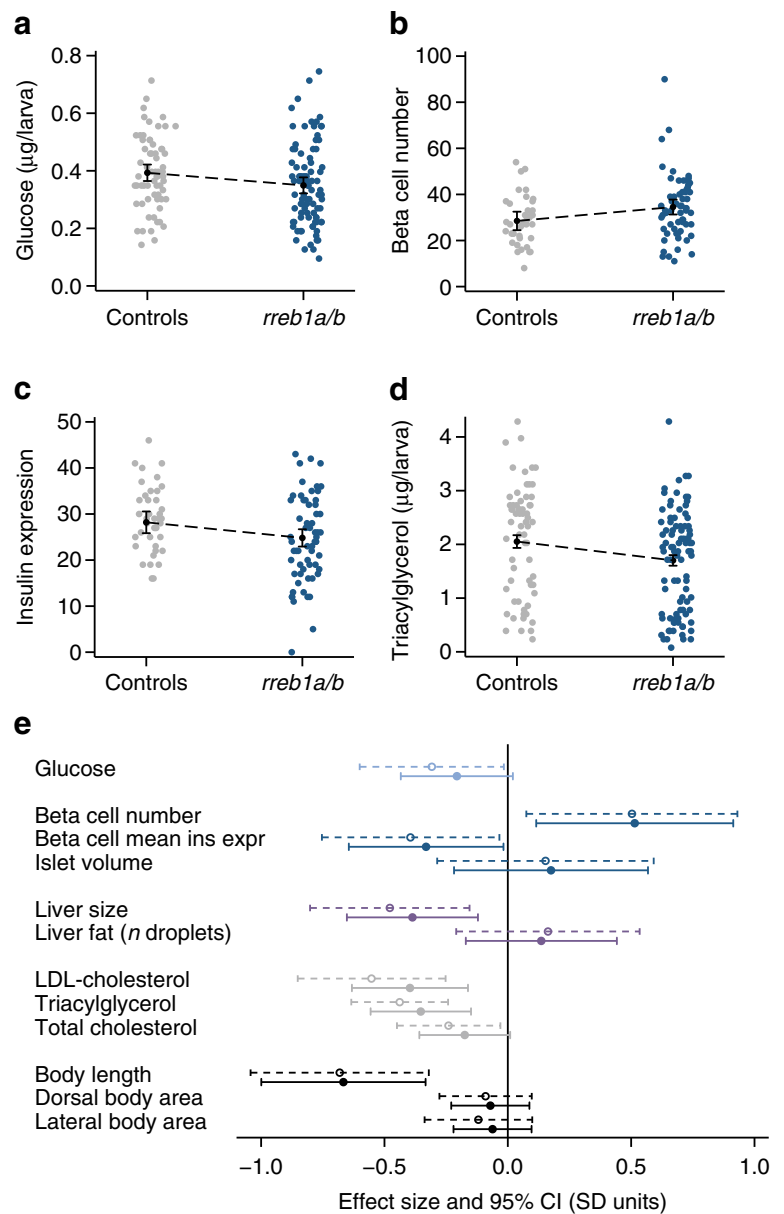 a
Glucose (µg/larva)
0.8
0.6
0.4
0.2
0.0
Controls
rreb1a/b
b
Beta cell number
100
80
60
40
20
0
Controls
rreb1a/b
c
Insulin expression
50
40
30
20
10
0
Controls
rreb1a/b
d
Triacylglycerol (µg/larva)
4
3
2
1
0
Controls
rreb1a/b
e
Glucose
Beta cell number
Beta cell mean ins expr
Islet volume
Liver size
Liver fat (n droplets)
LDL-cholesterol
Triacylglycerol
Total cholesterol
Body length
Dorsal body area
Lateral body area
−1.0 −0.5 0.0 0.5 1.0
Effect size and 95% CI (SD units)